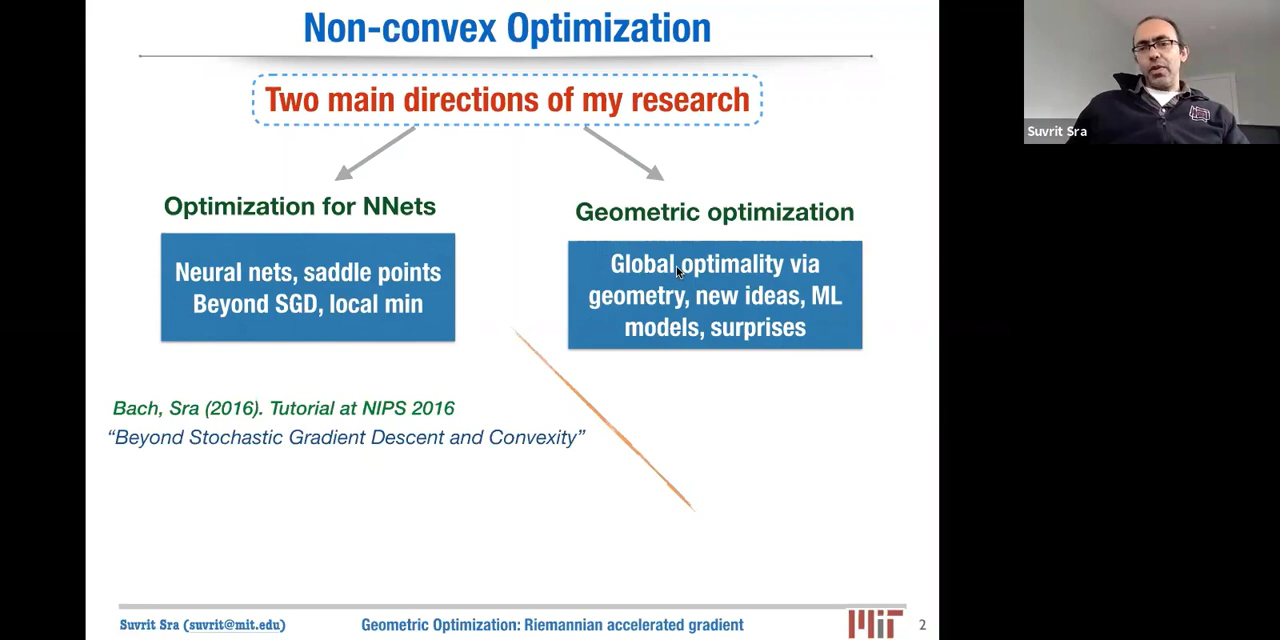 Non-convex Optimization
Two main directions of my research
Optimization for NNets
Neural nets, saddle points
Beyond SGD, local min
Geometric optimization
Global optimality via
geometry, new ideas, ML
models, surprises
Bach, Sra (2016). Tutorial at NIPS 2016
“Beyond Stochastic Gradient Descent and Convexity”
Suvrit Sra (suvrit@mit.edu)
Geometric Optimization: Riemannian accelerated gradient
MIT
2
Suvrit Sra